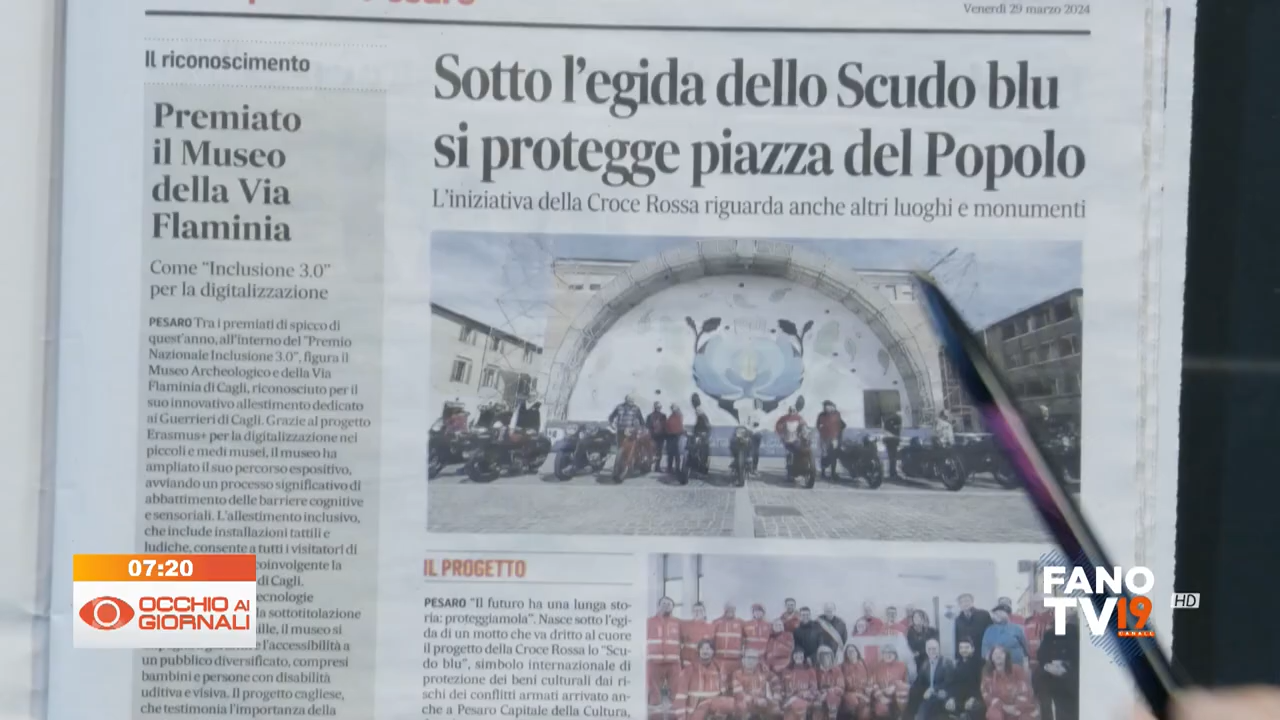 Venerdì 29 marzo 2024
Il riconoscimento
Premiato
il Museo
della Via
Flaminia
Come “Inclusione 3.0”
per la digitalizzazione
PESARO Tra i premiati di spicco di
quest'anno, all'interno del "Premio
Nazionale Inclusione 3.0", figura il
Museo Archeologico e della Via
Flaminia di Cagli, riconosciuto per il
suo innovativo allestimento dedicato
ai Guerrieri di Cagli. Grazie al progetto
Erasmus+ per la digitalizzazione nei
piccoli e medi musei, il museo ha
ampliato il suo percorso espositivo,
avviando un processo significativo di
abbattimento delle barriere cognitive
e sensoriali. L'allestimento inclusivo,
che include installazioni tattili e
ludiche, consente a tutti i visitatori di
coinvolgente la
di Cagli.
tecnologie
la sottotitolazione
il museo si
l'accessibilità a
un pubblico diversificato, compresi
bambini e persone con disabilità
uditiva e visiva. Il progetto cagliese,
che testimonia l'importanza della
Sotto l'egida dello Scudo blu
si protegge piazza del Popolo
L'iniziativa della Croce Rossa riguarda anche altri luoghi e monumenti
IL PROGETTO
PESARO “Il futuro ha una lunga sto-
ria: proteggiamola”. Nasce sotto l'egi-
da di un motto che va dritto al cuore
il progetto della Croce Rossa lo “Scu-
do blu”, simbolo internazionale di
protezione dei beni culturali dai ri-
schi dei conflitti armati arrivato an-
che a Pesaro Capitale della Cultura,
07:20
OCCHIO AI
GIORNALI
FANO
TV19
CANALE
HD